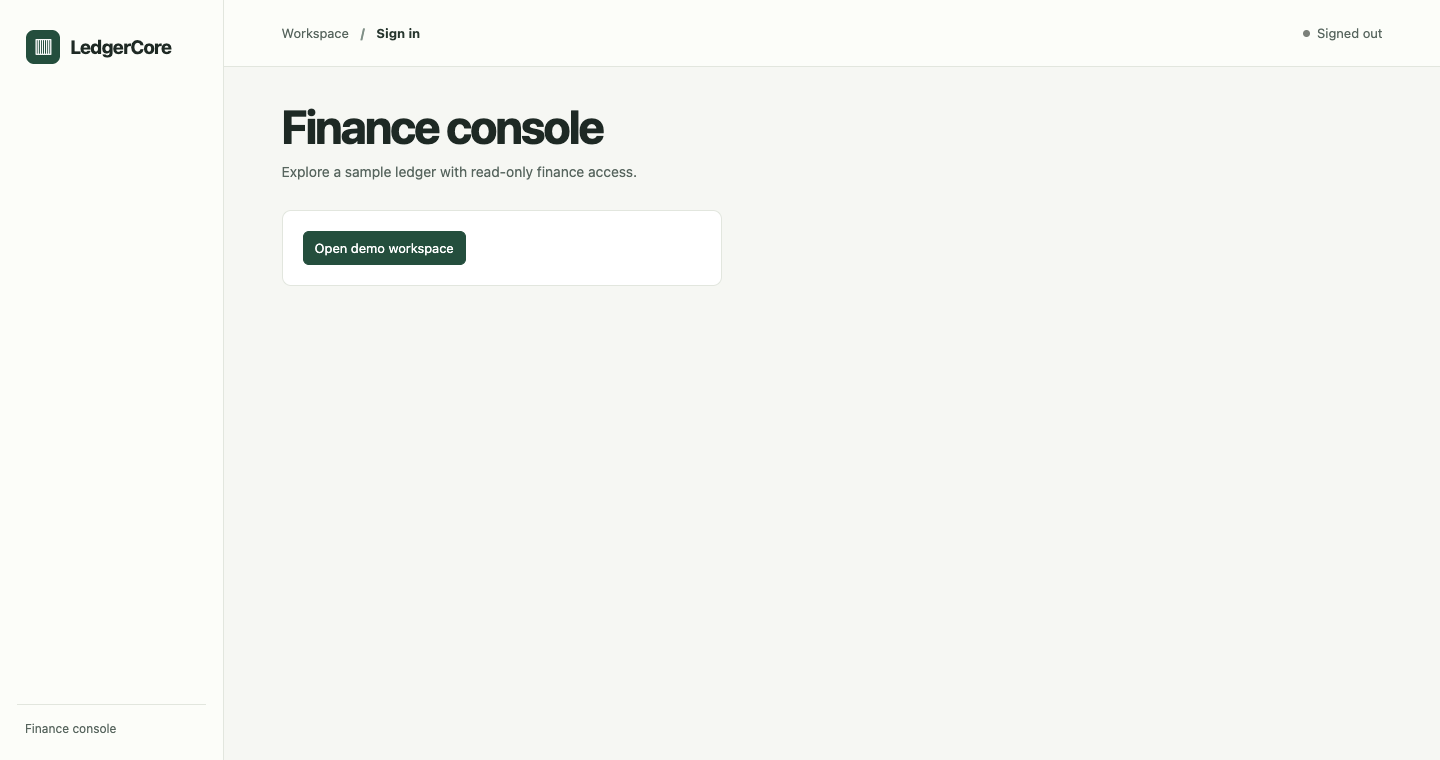 LedgerCore
Workspace / Sign in
Signed out
Finance console
Explore a sample ledger with read-only finance access.
Open demo workspace
Finance console